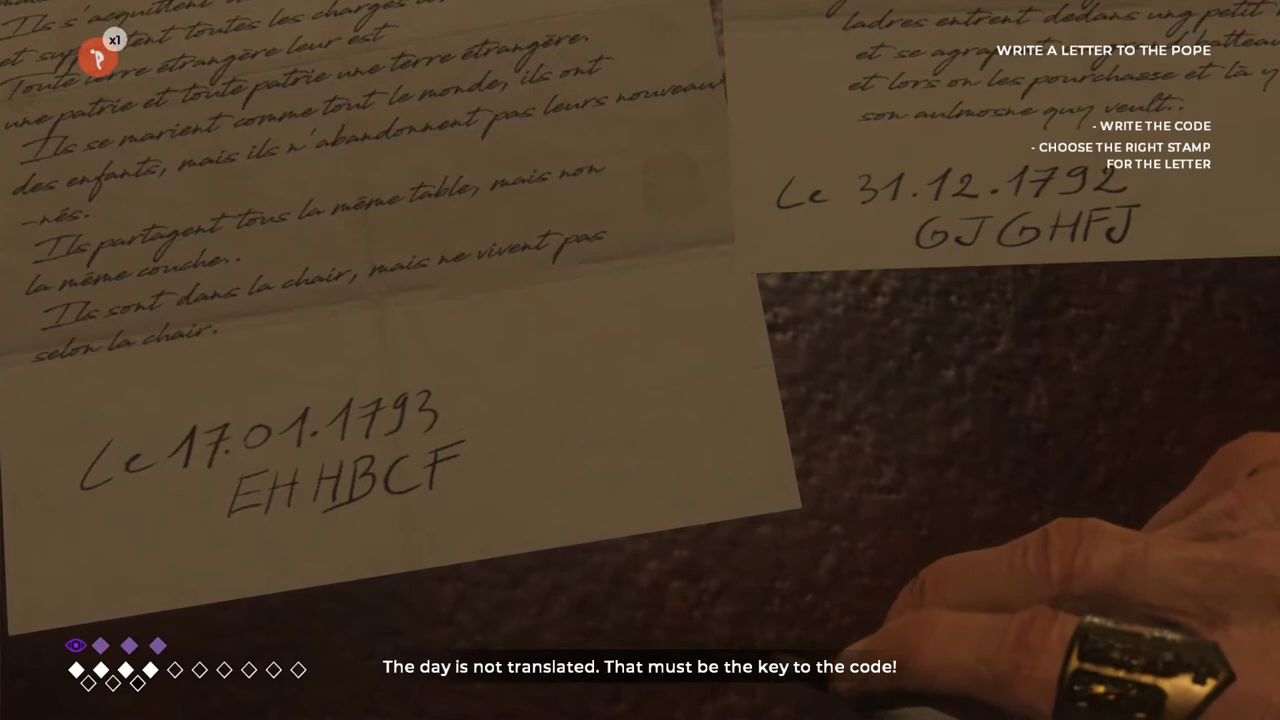 x1
Ils s'acquittent
toutes les charges
Toute terre étrangère leur est
une patrie et toute patrie une terre étrangère.
Ils se marient comme tout le monde, ils ont
des enfants, mais ils n'abandonnent pas leurs nouveau
-nés.
Ils partagent tous la même table, mais non
la même couche..
Ils sont dans la chair, mais ne vivent pas
selon la chair.
Le 17.01.1793
EHHBCF
ladres entrent dedans ung petit
et se
et lors on les pourchasse et la
son aulmosne quy veult..
Le 31.12.1792
GJGHFJ
WRITE A LETTER TO THE POPE
- WRITE THE CODE
- CHOOSE THE RIGHT STAMP
FOR THE LETTER
The day is not translated. That must be the key to the code!